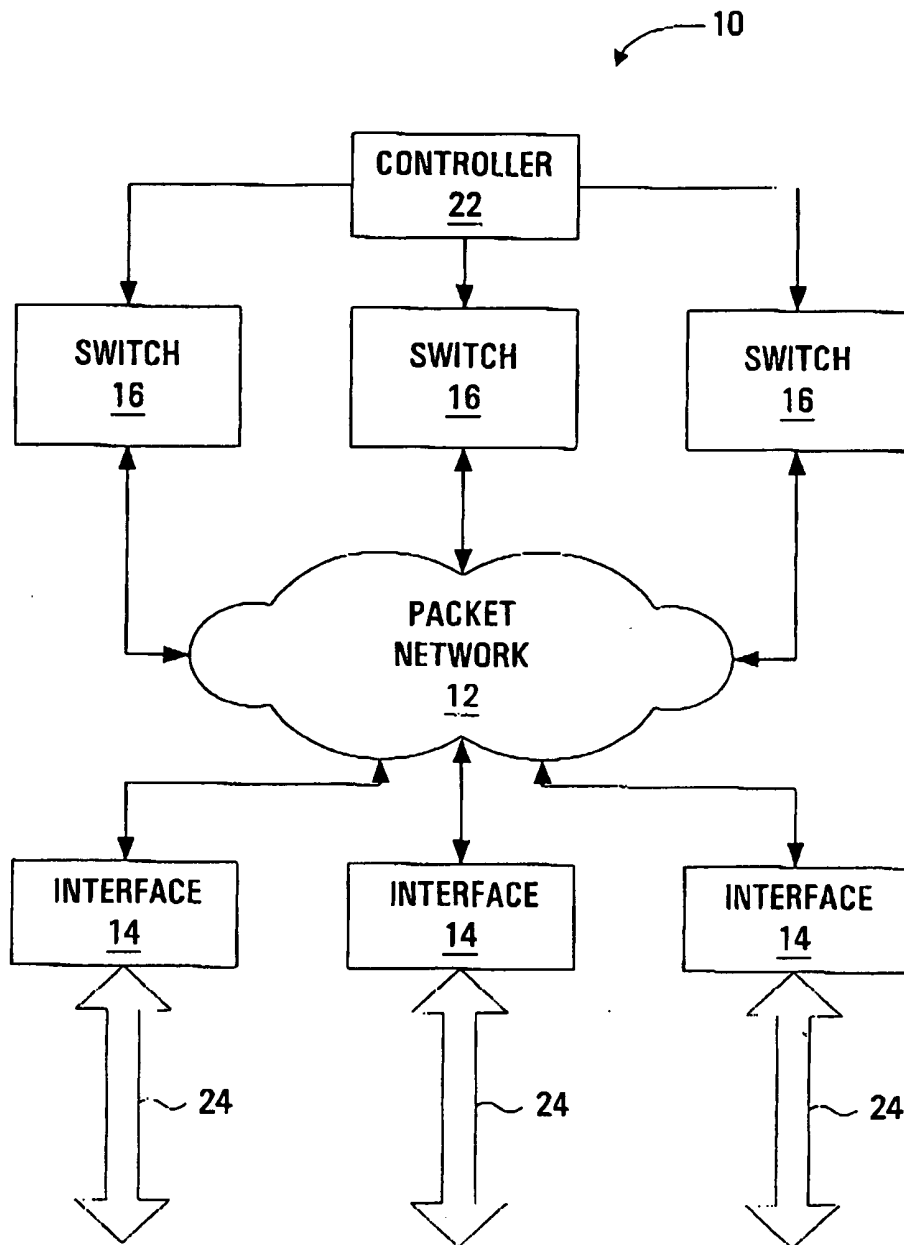 10
CONTROLLER
22
SWITCH
16
SWITCH
16
SWITCH
16
PACKET
NETWORK
12
INTERFACE
14
INTERFACE
14
INTERFACE
14
24
24
24